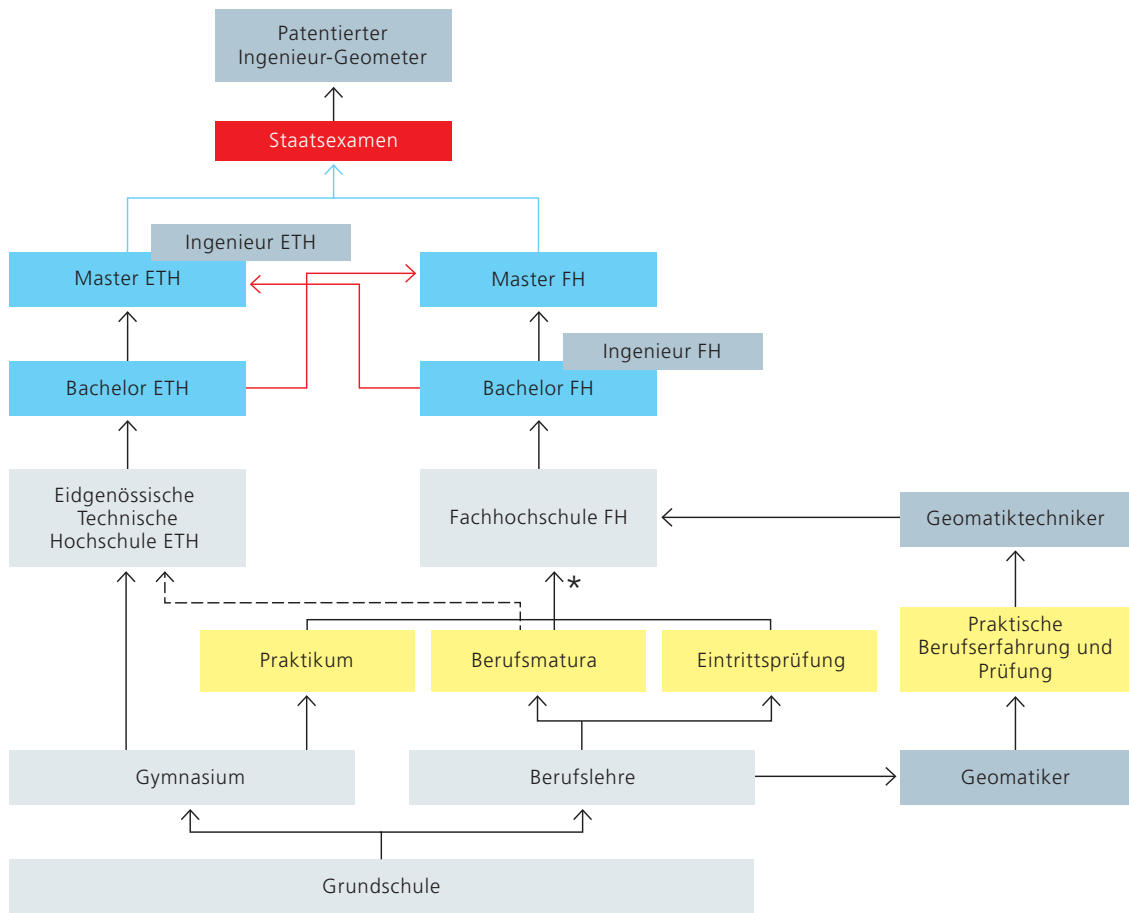 Patentierter
Ingenieur-Geometer
Staatsexamen
Ingenieur ETH
Master ETH
Master FH
Ingenieur FH
Bachelor ETH
Bachelor FH
Eidgenössische
Technische
Hochschule ETH
Fachhochschule FH
Geomatiktechniker
*
Praktikum
Berufsmatura
Eintrittsprüfung
Praktische
Berufserfahrung und
Prüfung
Gymnasium
Berufslehre
Geomatiker
Grundschule